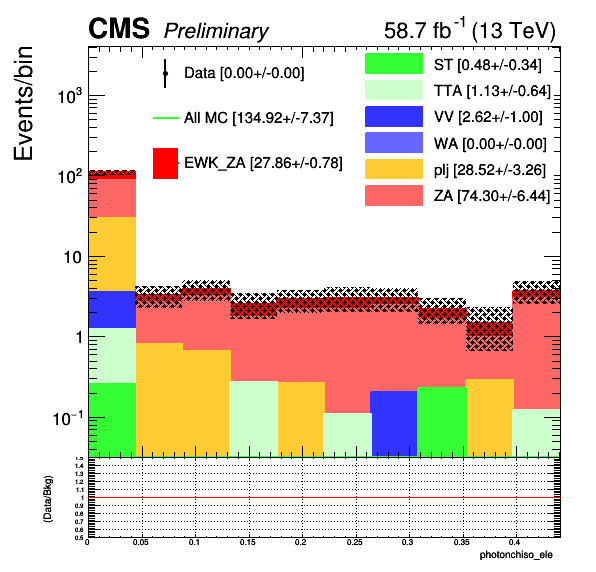 CMS Preliminary 58.7 fb⁻¹ (13 TeV)
Events/bin
Data [0.00+/-0.00]
All MC [134.92+/-7.37]
EWK_ZA [27.86+/-0.78]
ST [0.48+/-0.34]
TTA [1.13+/-0.64]
VV [2.62+/-1.00]
WA [0.00+/-0.00]
plj [28.52+/-3.26]
ZA [74.30+/-6.44]
10³
10²
10
1
10⁻¹
(Data/Bkg)
1.5
1.4
1.3
1.2
1.1
1
0.9
0.8
0.7
0.6
0.5
0 0.05 0.1 0.15 0.2 0.25 0.3 0.35 0.4
photonchiso_ele